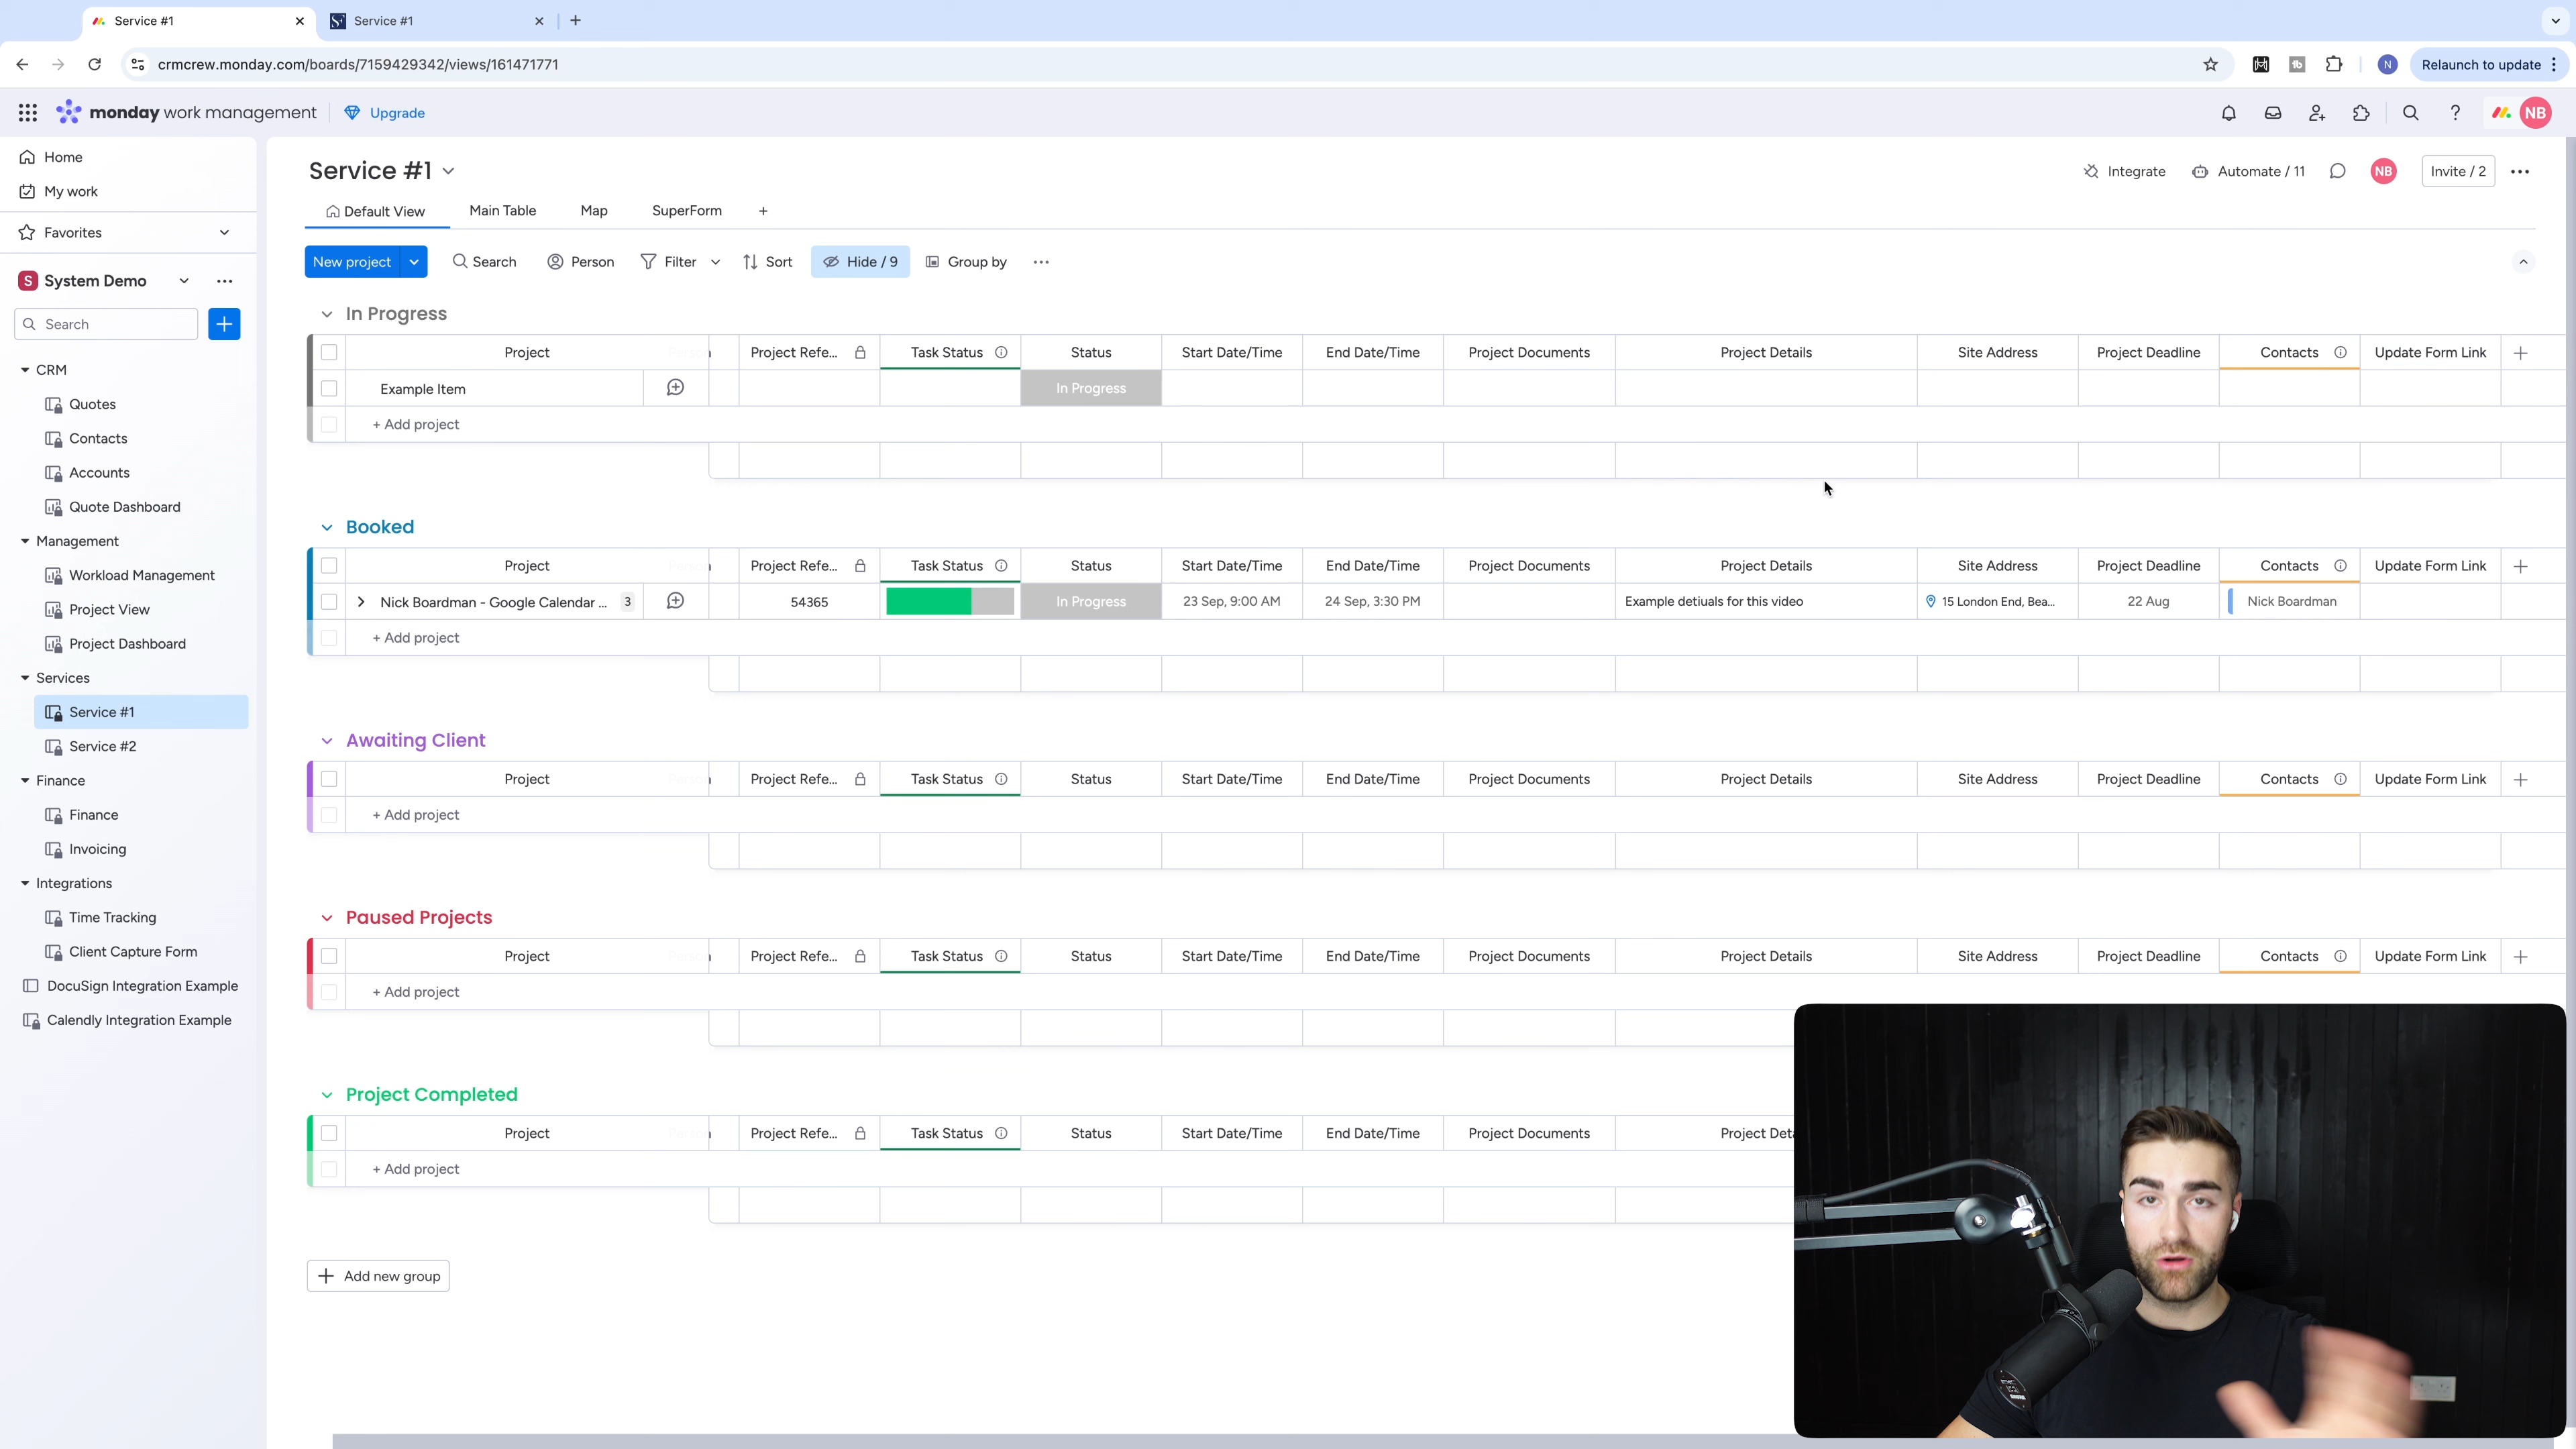 Service #1
Service #1
crmcrew.monday.com/boards/7159429342/views/161471771
N
Relaunch to update
monday work management
Upgrade
NB
Home
My work
Favorites
S System Demo
Search
CRM
Quotes
Contacts
Accounts
Quote Dashboard
Management
Workload Management
Project View
Project Dashboard
Services
Service #1
Service #2
Finance
Finance
Invoicing
Integrations
Time Tracking
Client Capture Form
DocuSign Integration Example
Calendly Integration Example
Service #1
Integrate
Automate / 11
NB
Invite / 2
Default View
Main Table
Map
SuperForm
New project
Search
Person
Filter
Sort
Hide / 9
Group by
In Progress
Project Project Refe... Task Status Status Start Date/Time End Date/Time Project Documents Project Details Site Address Project Deadline Contacts Update Form Link
Example Item In Progress
+ Add project
Booked
Project Project Refe... Task Status Status Start Date/Time End Date/Time Project Documents Project Details Site Address Project Deadline Contacts Update Form Link
Nick Boardman - Google Calendar ... 3 54365 In Progress 23 Sep, 9:00 AM 24 Sep, 3:30 PM Example detiuals for this video 15 London End, Bea... 22 Aug Nick Boardman
+ Add project
Awaiting Client
Project Project Refe... Task Status Status Start Date/Time End Date/Time Project Documents Project Details Site Address Project Deadline Contacts Update Form Link
+ Add project
Paused Projects
Project Project Refe... Task Status Status Start Date/Time End Date/Time Project Documents Project Details Site Address Project Deadline Contacts Update Form Link
+ Add project
Project Completed
Project Project Refe... Task Status Status Start Date/Time End Date/Time Project Documents Project Deta
+ Add project
Add new group